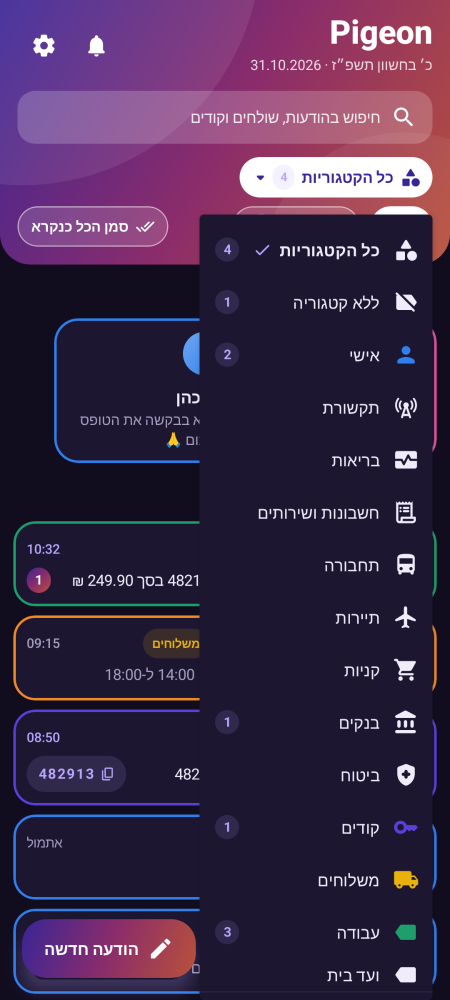 Pigeon
כ׳ בחשוון תשפ״ז · 31.10.2026
חיפוש בהודעות, שולחים וקודים
כל הקטגוריות 4
סמן הכל כנקרא
כל הקטגוריות 4
ללא קטגוריה 1
אישי 2
תקשורת
בריאות
חשבונות ושירותים
תחבורה
תיירות
קניות
בנקים 1
ביטוח
קודים 1
משלוחים
עבודה 3
ועד בית
כהן
א בבקשה את הטופס
ום 🙏
10:32
4821 בסך 249.90 ₪
1
משלוחים
09:15
14:00 ל-18:00
08:50
482
482913
אתמול
הודעה חדשה